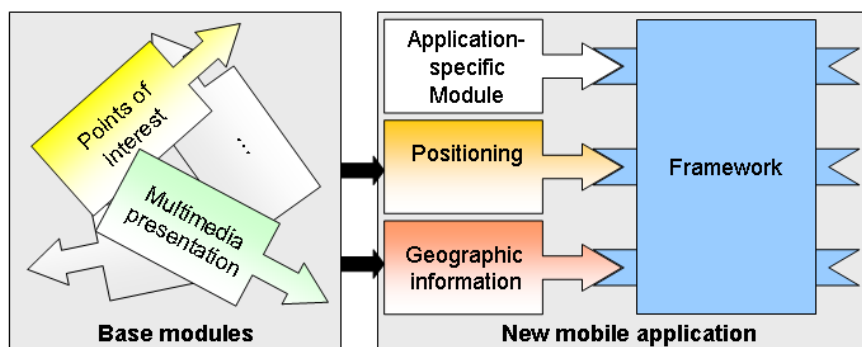 Points of
interest
...
Multimedia
presentation
Base modules
Application-
specific
Module
Positioning
Geographic
information
Framework
New mobile application